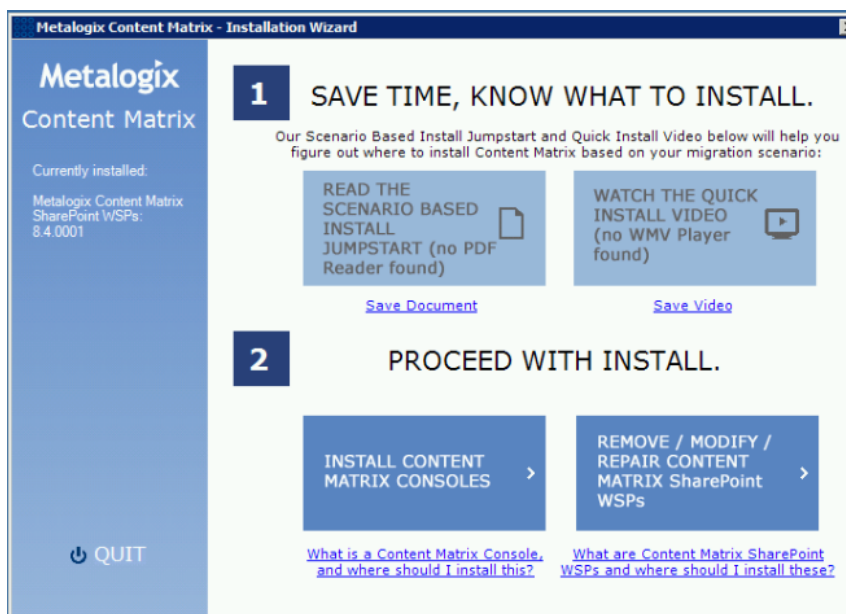 Metalogix Content Matrix - Installation Wizard
Metalogix
Content Matrix
Currently installed:
Metalogix Content Matrix
SharePoint WSPs:
8.4.0001
QUIT
1
SAVE TIME, KNOW WHAT TO INSTALL.
Our Scenario Based Install Jumpstart and Quick Install Video below will help you
figure out where to install Content Matrix based on your migration scenario:
READ THE
SCENARIO BASED
INSTALL
JUMPSTART (no PDF
Reader found)
WATCH THE QUICK
INSTALL VIDEO
(no WMV Player
found)
Save Document
Save Video
2
PROCEED WITH INSTALL.
INSTALL CONTENT
MATRIX CONSOLES
REMOVE / MODIFY /
REPAIR CONTENT
MATRIX SharePoint
WSPs
What is a Content Matrix Console,
and where should I install this?
What are Content Matrix SharePoint
WSPs and where should I install these?